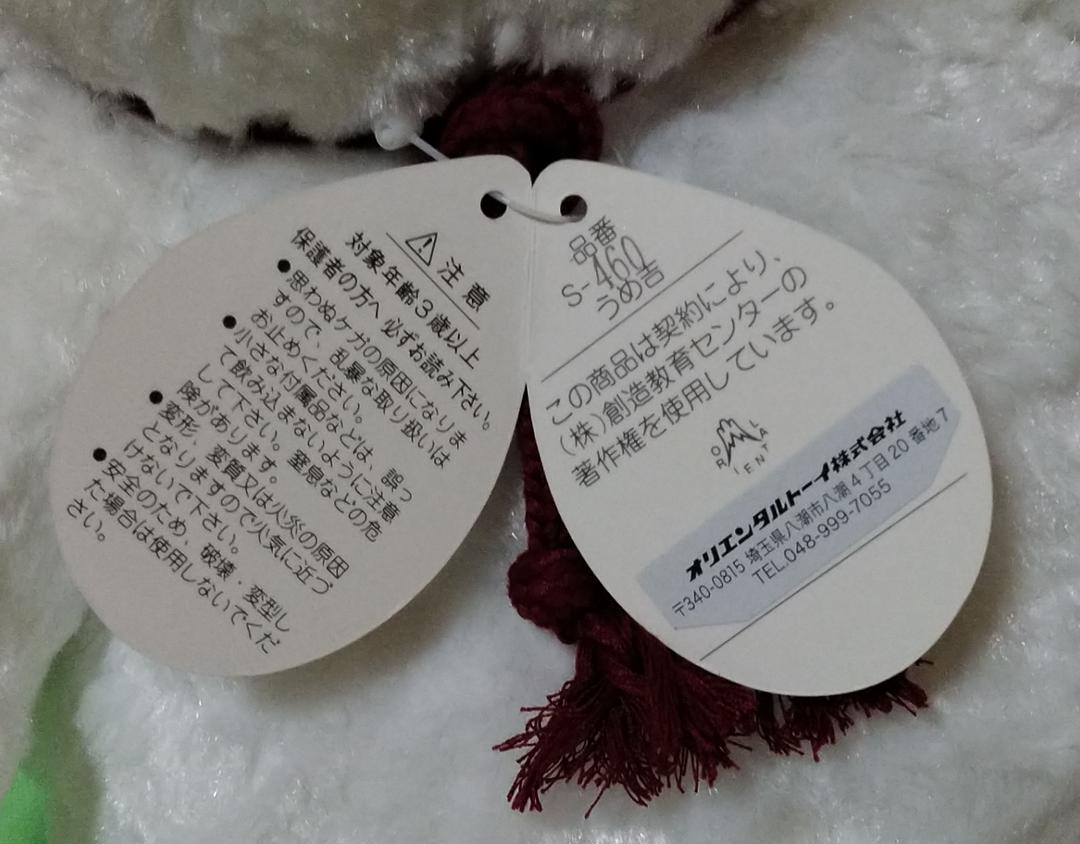 ⚠注意
対象年齢3歳以上
保護者の方へ 必ずお読み下さい。
●思わぬケガの原因になりま
すので、乱暴な取り扱いは
お止めください。
●小さな付属品などは、誤っ
て飲み込まないように注意
して下さい。窒息などの危
険があります。
●変形、変質又は火災の原因
となりますので火気に近づ
けないで下さい。
●安全のため、破壊・変型し
た場合は使用しないでくだ
さい。
品番
S-460
うめ吉
この商品は契約により、
(株)創造教育センターの
著作権を使用しています。
ORIENTAL
オリエンタルトーイ株式会社
〒340-0815 埼玉県八潮市八潮4丁目20番地7
TEL.048-999-7055